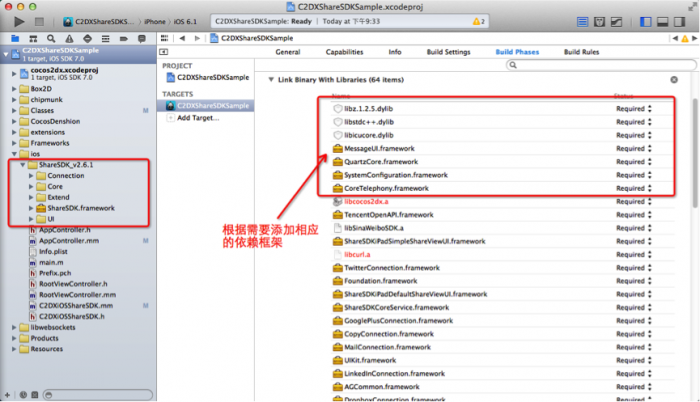 C2DXShareSDKSample.xcodeproj
C2DXShareSDKS... iPhone iOS 6.1
C2DXShareSDKSample: Ready | Today at 下午9:33
2
C2DXShareSDKSample
1 target, iOS SDK 7.0
cocos2dx.xcodeproj
1 target, iOS SDK 7.0
Box2D
chipmunk
Classes M
CocosDenshion
extensions
Frameworks
ios
ShareSDK_v2.6.1
Connection
Core
Extend
ShareSDK.framework
UI
AppController.h
AppController.mm M
Info.plist
main.m
Prefix.pch
RootViewController.h
RootViewController.mm
C2DXiOSShareSDK.mm M
C2DXiOSShareSDK.h
libwebsockets
Products
Resources
C2DXShareSDKSample
PROJECT
C2DXShareSDKSample
TARGETS
C2DXShareSDKSample
Add Target...
General Capabilities Info Build Settings Build Phases Build Rules
Link Binary With Libraries (64 items)
libz.1.2.5.dylib Required
libstdc++.dylib Required
libicucore.dylib Required
MessageUI.framework Required
QuartzCore.framework Required
SystemConfiguration.framework Required
CoreTelephony.framework Required
libcocos2dx.a Required
TencentOpenAPI.framework Required
libSinaWeiboSDK.a Required
ShareSDKiPadSimpleShareViewUI.framework Required
libcurl.a Required
TwitterConnection.framework Required
Foundation.framework Required
ShareSDKiPadDefaultShareViewUI.framework Required
ShareSDKCoreService.framework Required
GooglePlusConnection.framework Required
CopyConnection.framework Required
MailConnection.framework Required
UIKit.framework Required
LinkedInConnection.framework Required
AGCommon.framework Required
DoubanConnection.framework Required
根据需要添加相应
的依赖框架